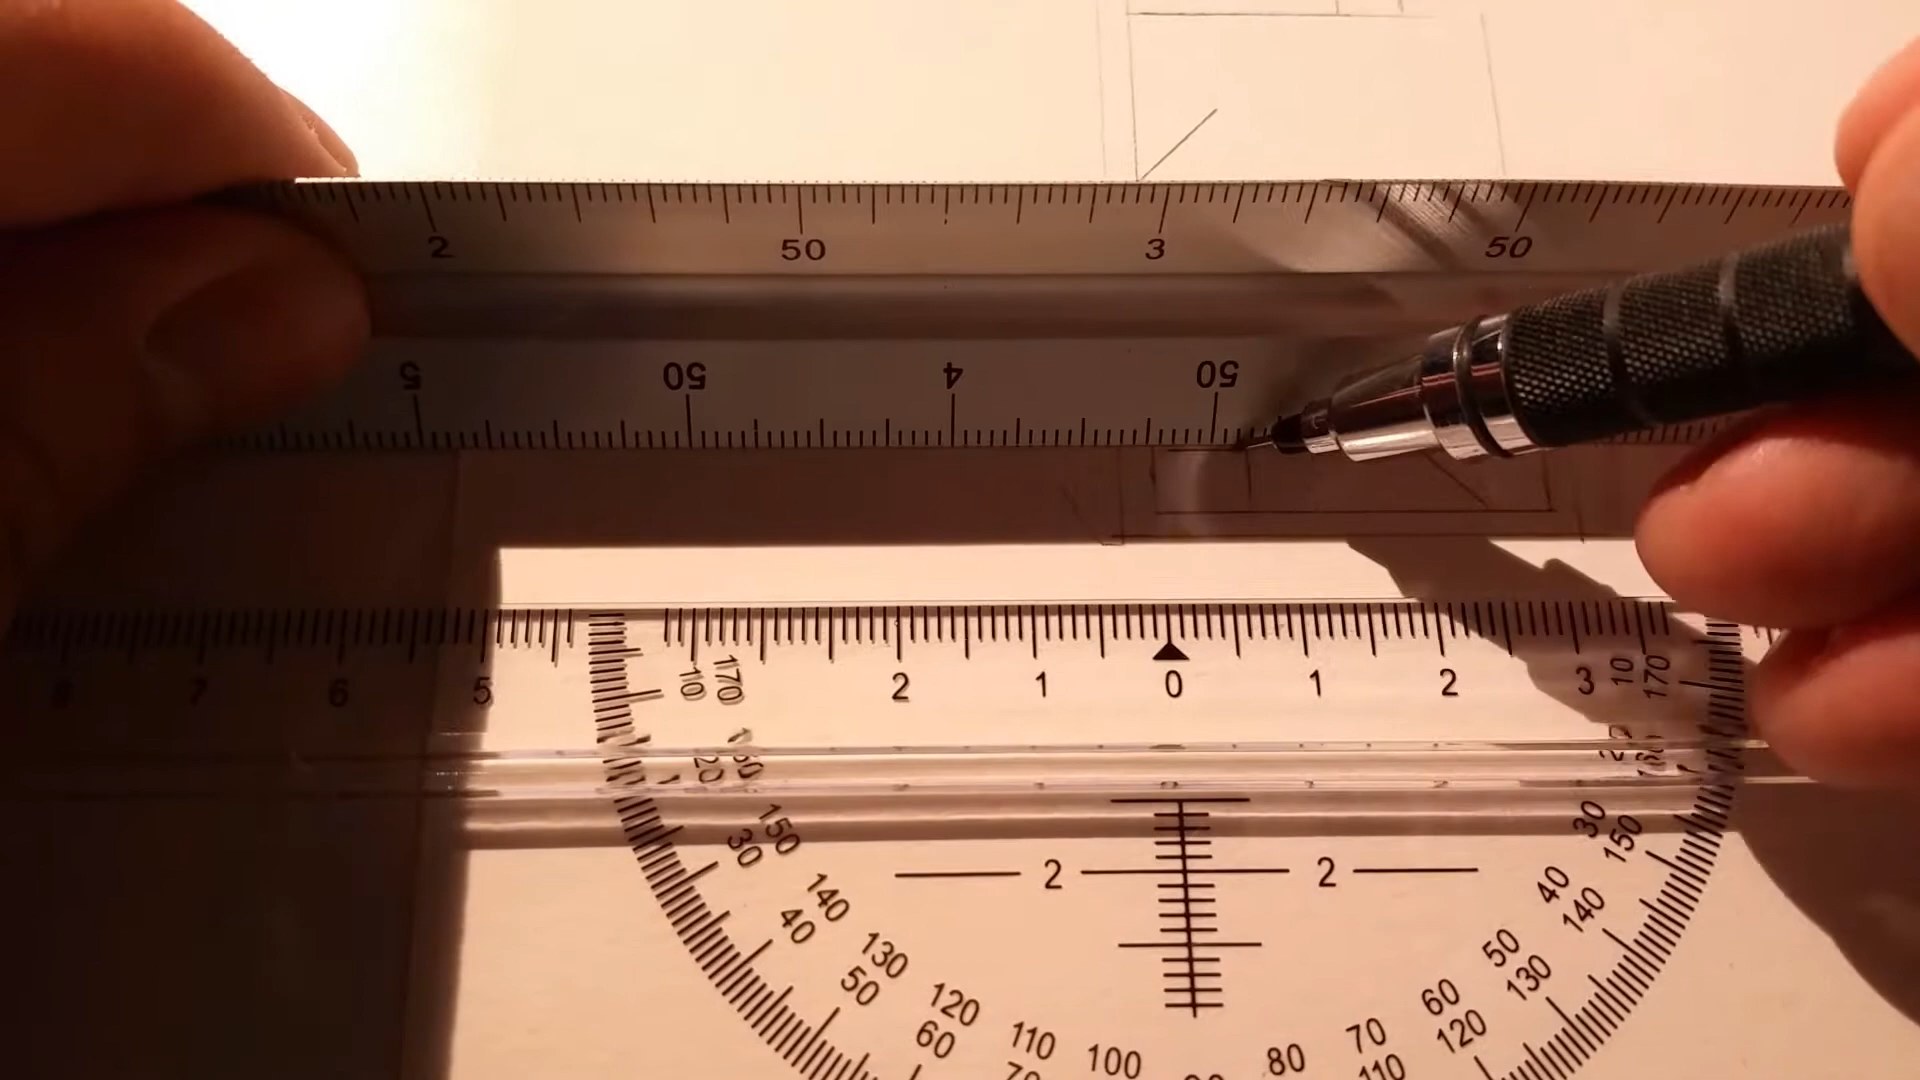 2 50 3 50
5 50 4 50
8 7 6 5 2 1 0 1 2 3
10 170 10 170
20 20
30 150 30 150
2 2
40 140 40 140
50 130 50 130
60 120 60 120
110 100 80 70 110